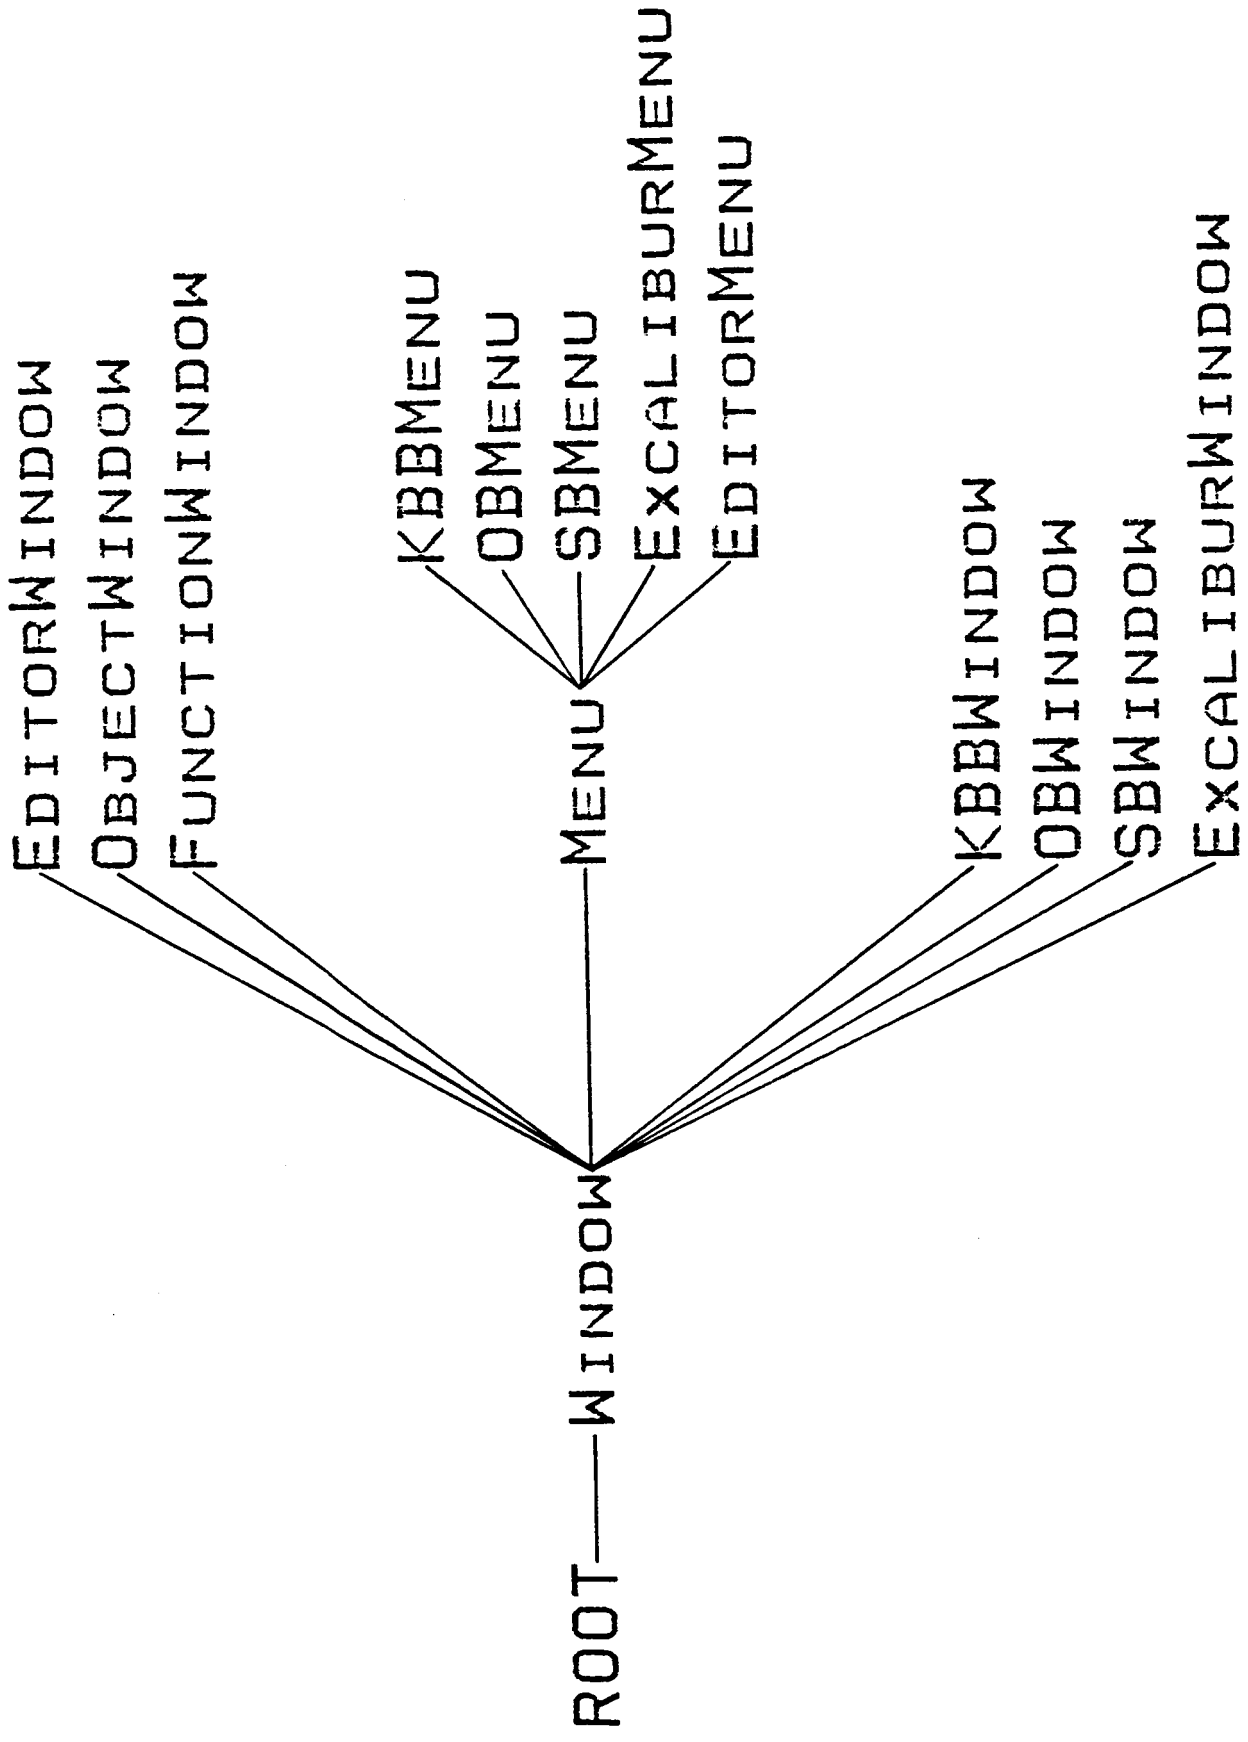 EditorWindow
ObjectWindow
FunctionWindow
KBBMenu
OBMenu
SBMenu
ExcaliburMenu
EditorMenu
Menu
ROOT
Window
KBBWindow
OBWindow
SBWindow
ExcaliburWindow